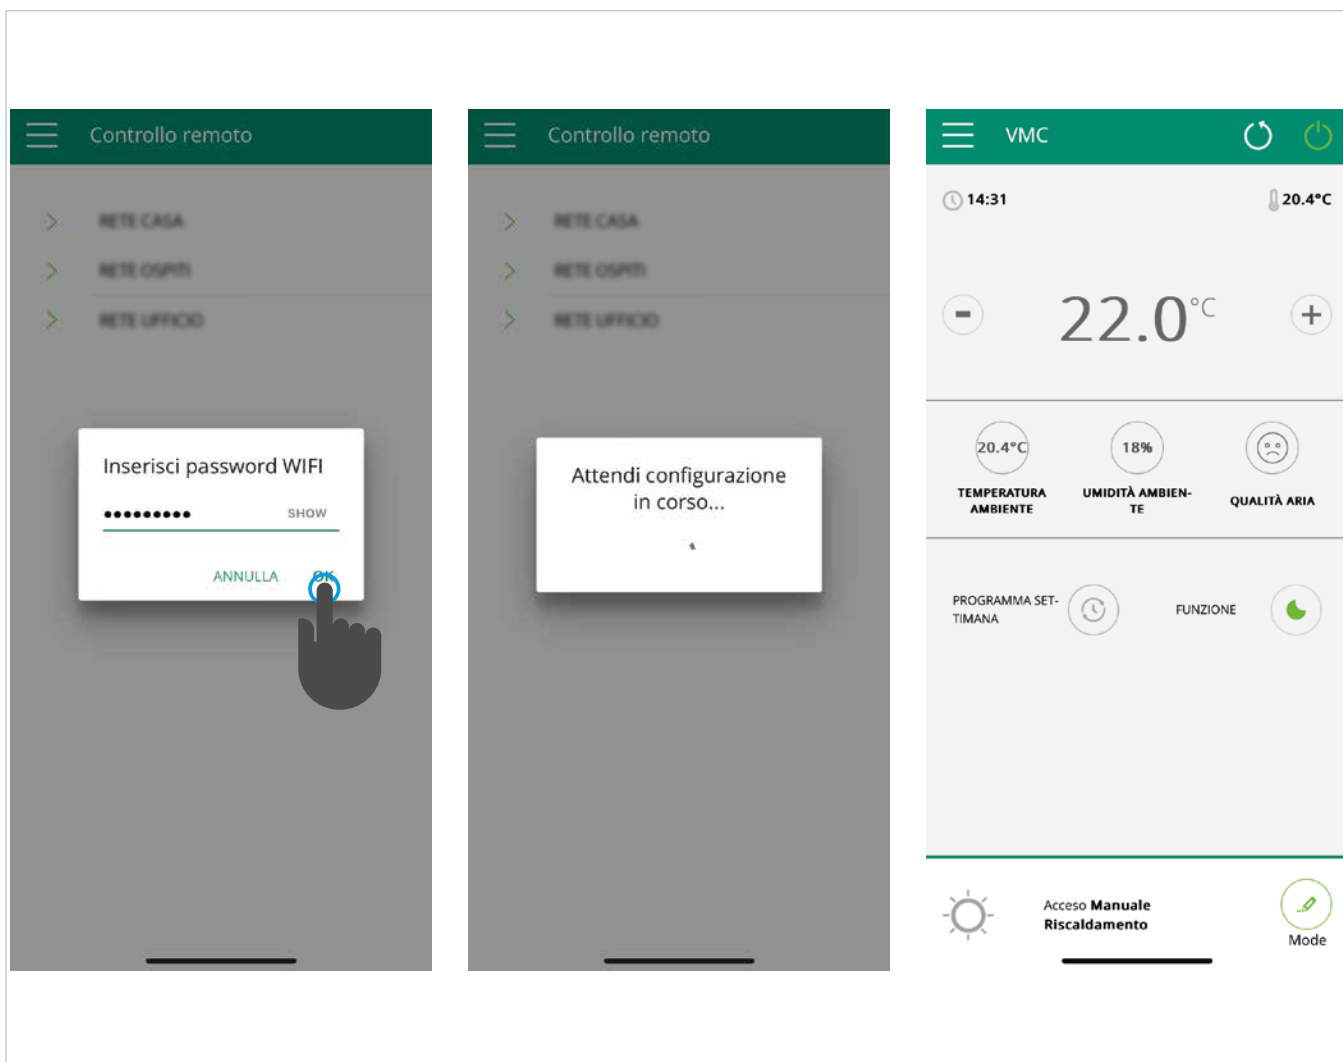 Controllo remoto
RETE CASA
RETE OSPITI
RETE UFFICIO
Inserisci password WIFI
••••••••• SHOW
ANNULLA OK
Controllo remoto
RETE CASA
RETE OSPITI
RETE UFFICIO
Attendi configurazione
in corso...
VMC
14:31 20.4°C
- 22.0°C +
20.4°C 18%
TEMPERATURA
AMBIENTE
UMIDITÀ AMBIEN-
TE
QUALITÀ ARIA
PROGRAMMA SET-
TIMANA
FUNZIONE
Acceso Manuale
Riscaldamento
Mode